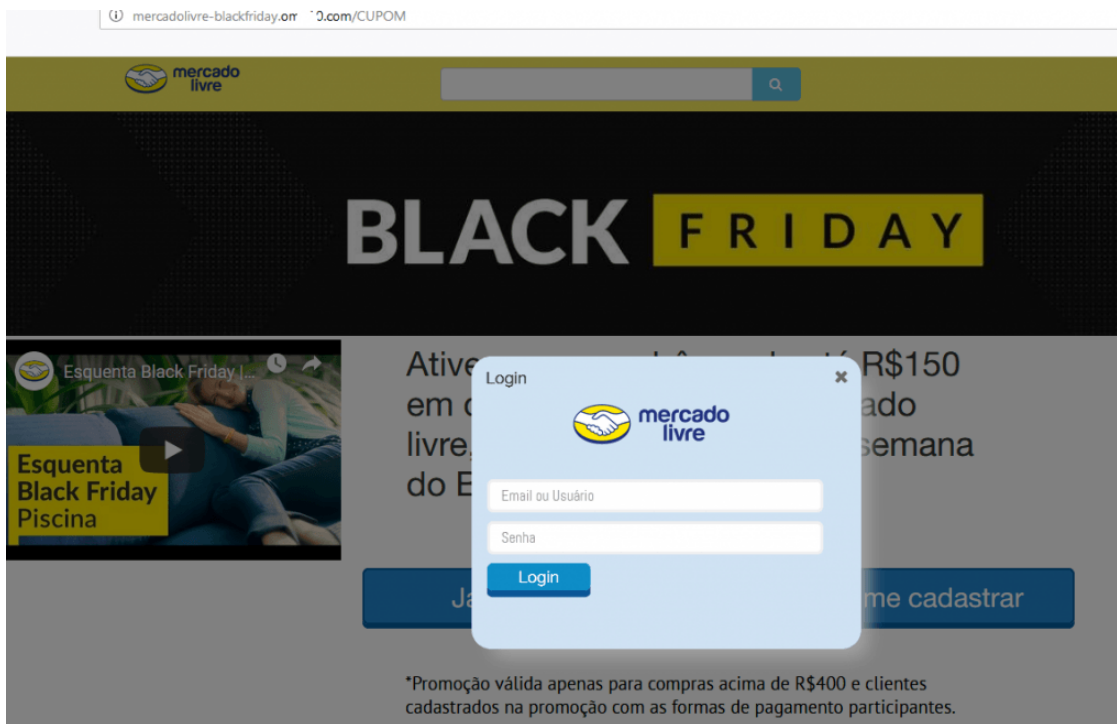 mercadolivre-blackfriday.om 0.com/CUPOM
mercado
livre
BLACK FRIDAY
Esquenta Black Friday |...
Esquenta
Black Friday
Piscina
R$150
em
livre,
semana
do
Login
mercado
livre
Email ou Usuário
Senha
Login
me cadastrar
*Promoção válida apenas para compras acima de R$400 e clientes
cadastrados na promoção com as formas de pagamento participantes.